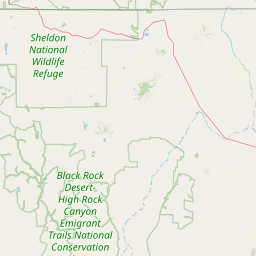 Sheldon
National
Wildlife
Refuge
Black Rock
Desert-
High Rock
Canyon
Emigrant
Trails National
Conservation